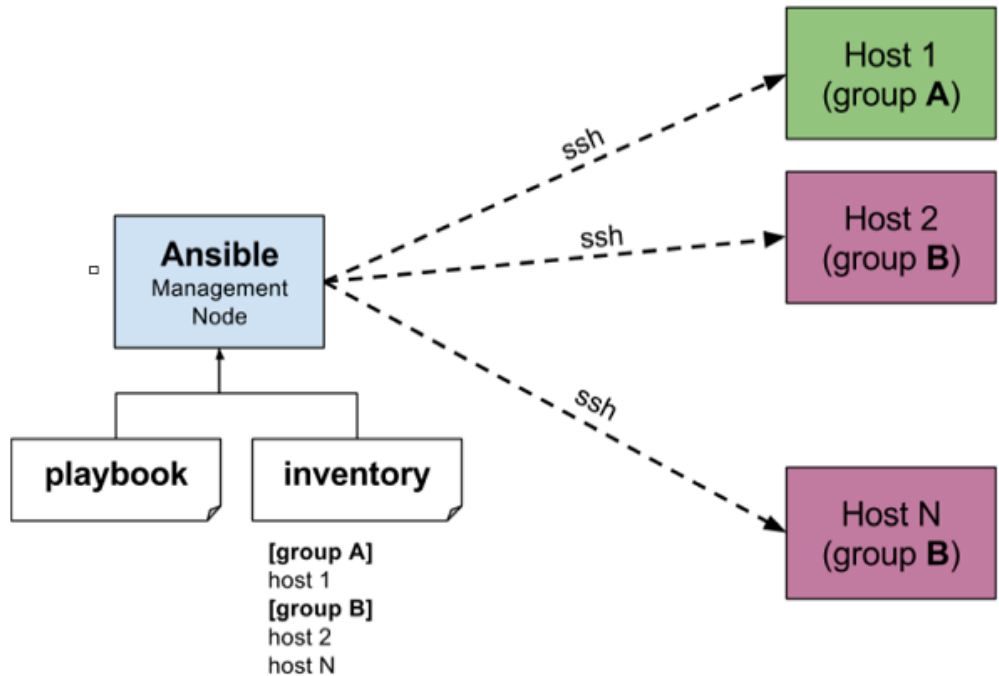 Host 1
(group A)
ssh
Host 2
(group B)
ssh
Ansible
Management
Node
ssh
playbook
inventory
Host N
(group B)
[group A]
host 1
[group B]
host 2
host N